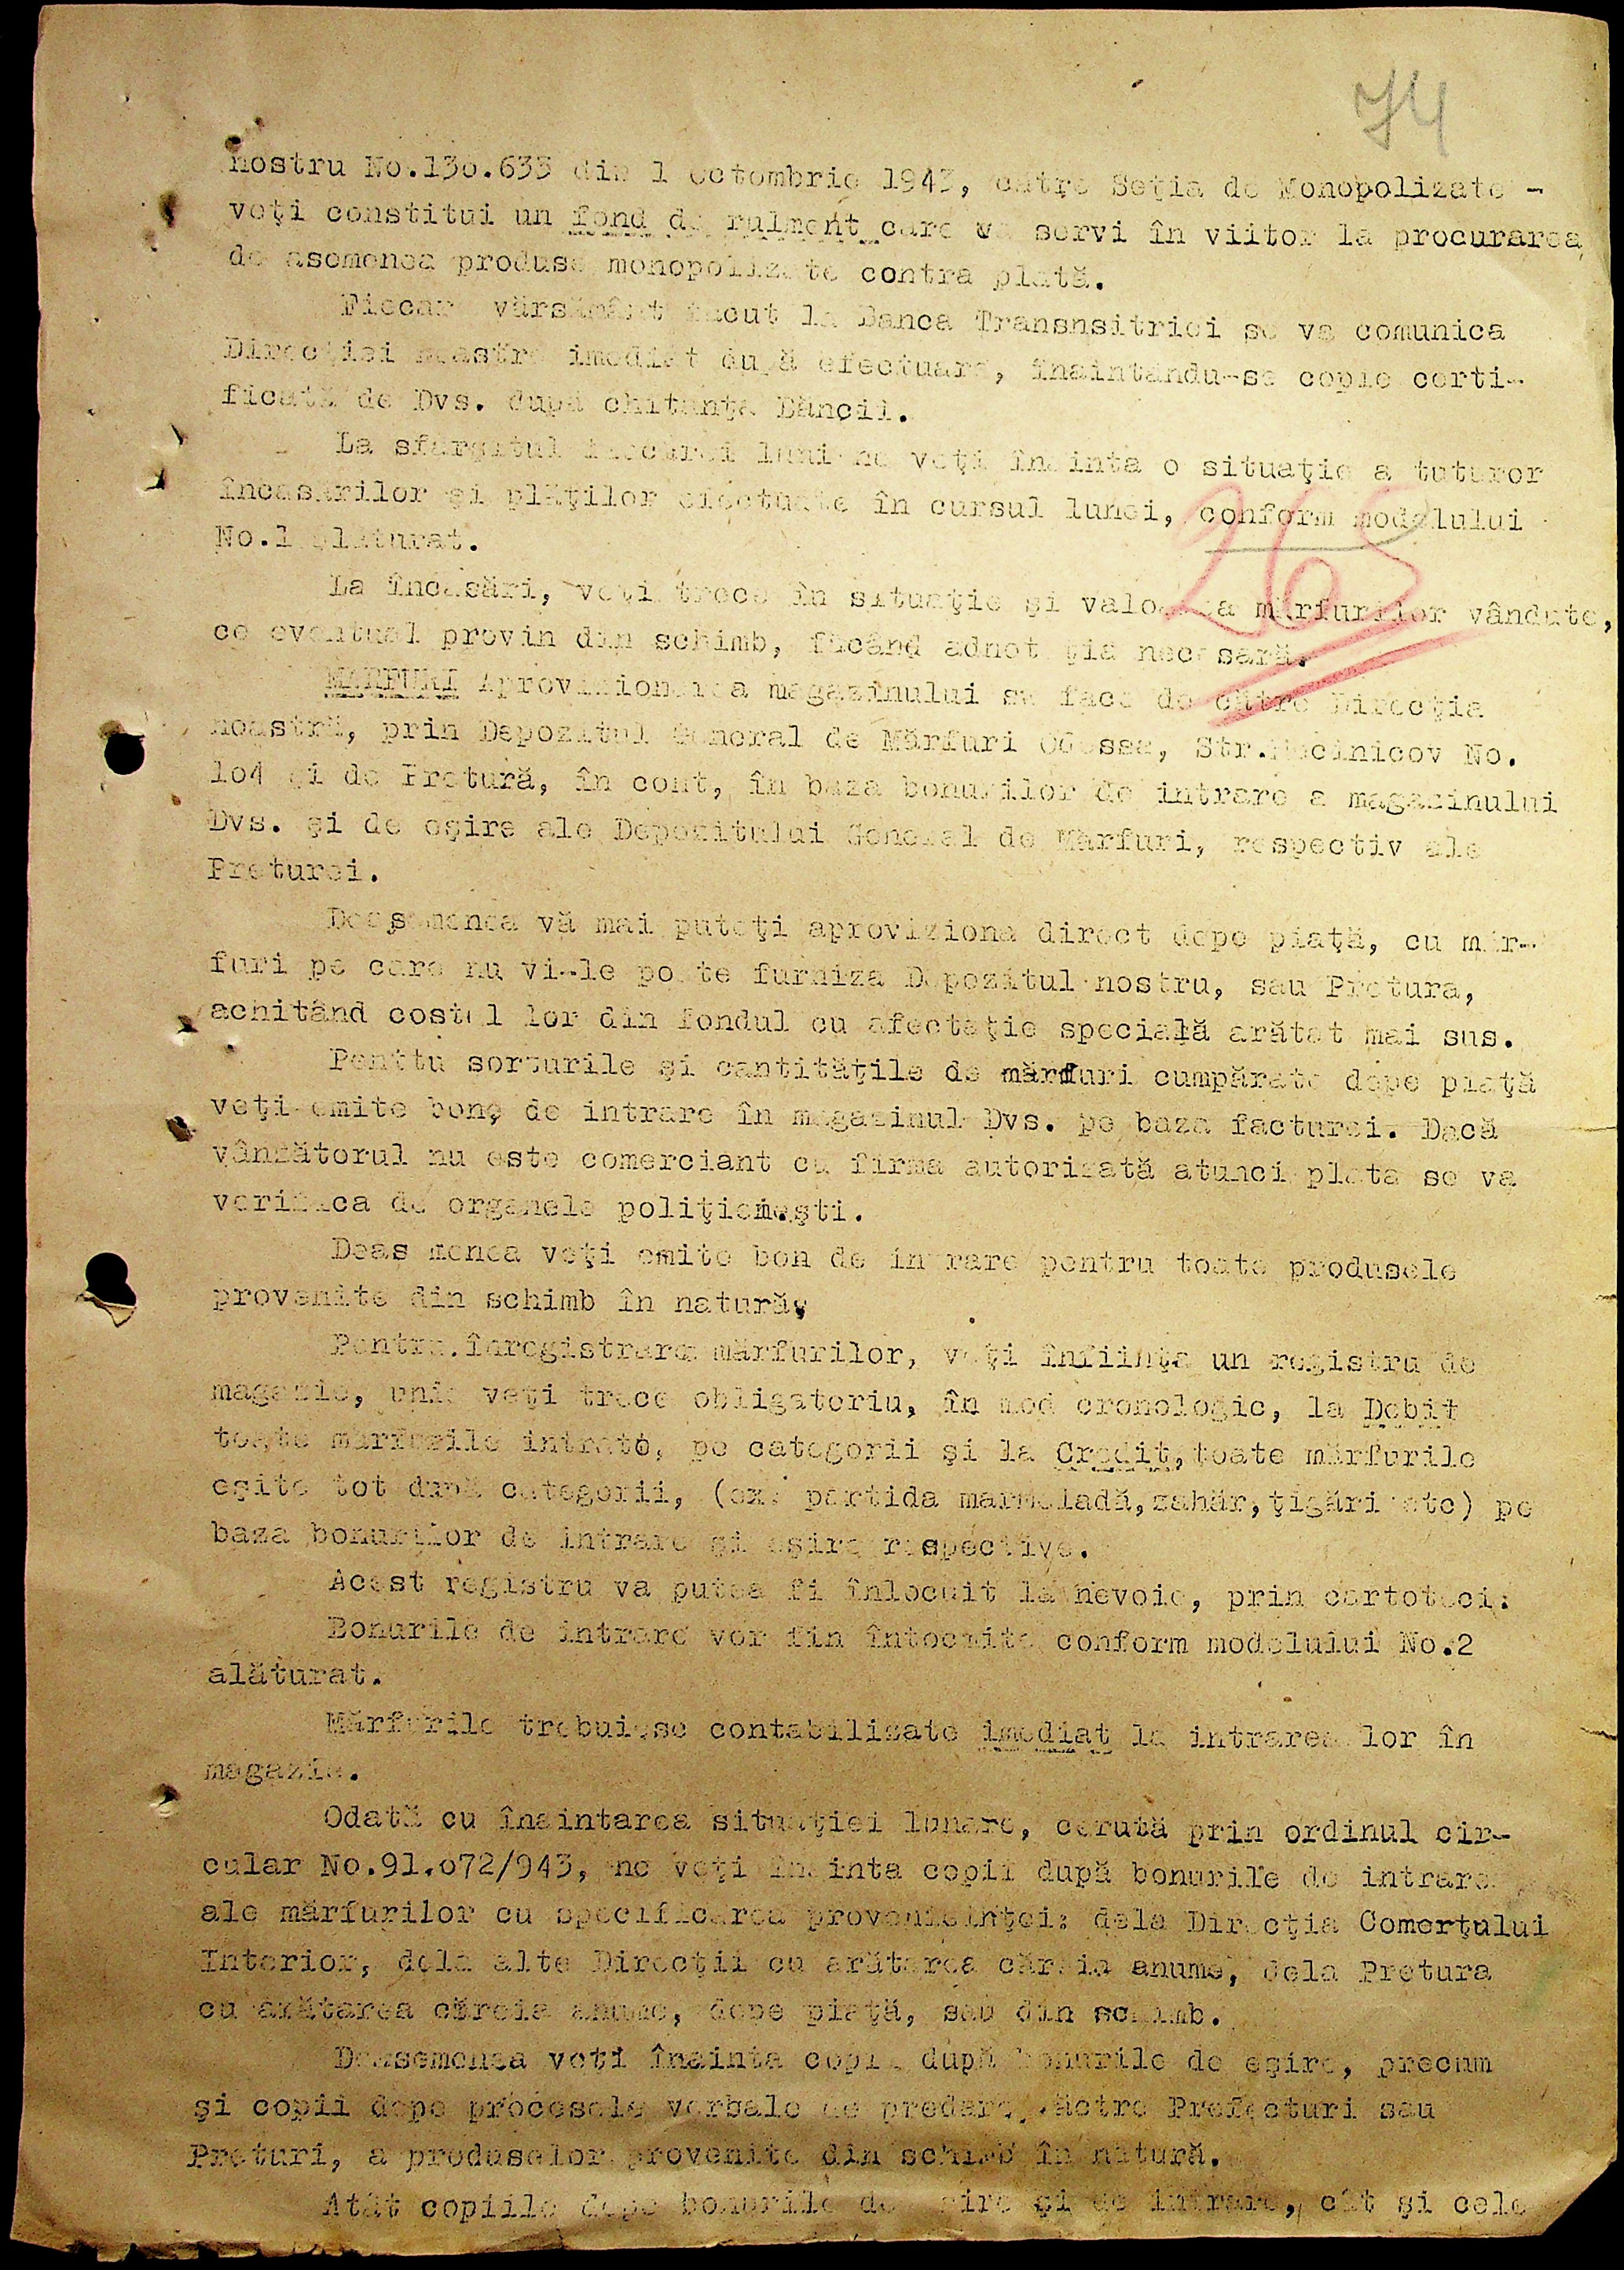 74
nostru No.13o.633 din 1 octombrie 1943, către Seţia de Monopolizate -
veţi constitui un fond de rulment care va servi în viitor la procurarea
de asemenea produse monopolizate contra plată.
Fiecare vărsământ făcut la Banca Transnsitriei se va comunica
Direcţiei noastre imediat după efectuare, înaintându-se copie certi-
ficată de Dvs. după chitanţa Băncii.
La sfârşitul fiecărei luni ne veţi înainta o situaţie a tuturor
încasărilor şi plăţilor efectuate în cursul lunei, conform modelului
No.1 alăturat.
265
La încasări, veţi trece în situaţie şi valoarea mărfurilor vândute,
ce eventual provin din schimb, făcând adnotaţia necesară.
MARFURI Aprovizionarea magazinului se face de către Direcţia
noastră, prin Depozitul General de Mărfuri Odessa, Str. No.
1o4 şi de Pretură, în cont, în baza bonurilor de intrare a magazinului
Dvs. şi de eşire ale Depozitului General de Mărfuri, respectiv ale
Preturei.
Deaşemenea vă mai puteţi aproviziona direct depe piaţă, cu măr-
furi pe care nu vi-le poate furniza Depozitul nostru, sau Pretura,
achitând costul lor din fondul cu afectaţie specială arătat mai sus.
Penttu sorturile şi cantităţile de mărfuri cumpărate depe piaţă
veţi emite bonş de intrare în magazinul Dvs. pe baza facturei. Dacă
vânzătorul nu este comerciant cu firma autorizată atunci plata se va
verifica de organele poliţieneşti.
Deasemenea veţi emite bon de intrare pentru toate produsele
provenite din schimb în natură,
Pentru înregistrarea mărfurilor, veţi înfiinţa un registru de
magazie, unde veţi trece obligatoriu, în mod cronologic, la Debit
toate mărfurile intrate, pe categorii şi la Credit, toate mărfurile
eşite tot după categorii, (ex. partida marmeladă, zahăr, ţigări etc) pe
baza bonurilor de intrare şi eşire respective.
Acest registru va putea fi înlocuit la nevoie, prin cartoteci.
Bonurile de intrare vor fin întocmite conform modelului No.2
alăturat.
Mărfurile trebuiesc contabilizate imediat la intrarea lor în
magazie.
Odată cu înaintarea situaţiei lunare, cerută prin ordinul cir-
cular No.91.o72/943, ne veţi înainta copii după bonurile de intrare
ale mărfurilor cu specificarea provenieinţei: dela Direcţia Comerţului
Interior, dela alte Direcţii cu arătarea căreia anume, dela Pretura
cu arătarea căreia anume, depe piaţă, sau din schimb.
Deasemenea veţi înainta copii după bonurile de eşire, precum
şi copii depe procesele verbale de predare cäctre Prefecturi sau
Preturi, a produselor provenite din schimb în natură.
Atât copiile depe bonurile de eşire şi de intrare, cât şi cele